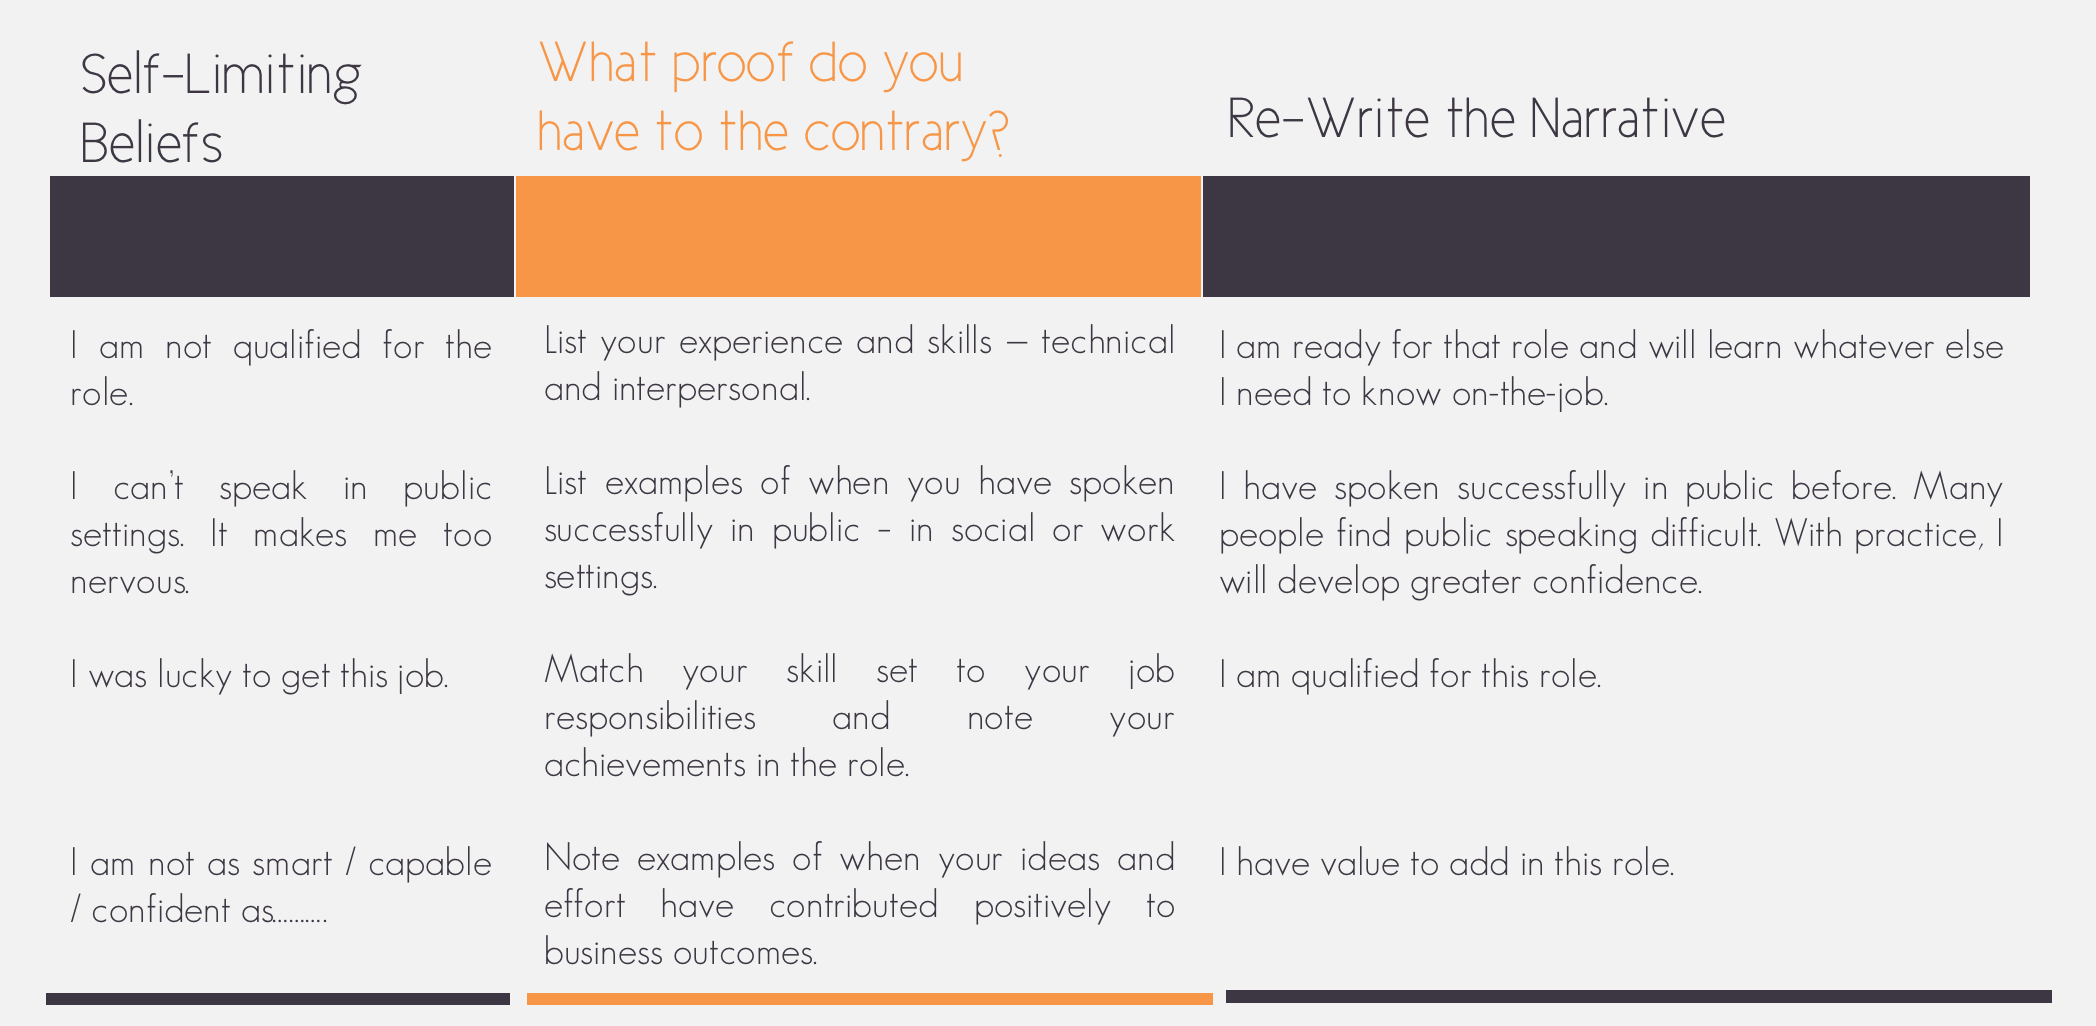 Self-Limiting
Beliefs
What proof do you
have to the contrary?
Re-Write the Narrative
I am not qualified for the
role.
List your experience and skills – technical
and interpersonal.
I am ready for that role and will learn whatever else
I need to know on-the-job.
I can't speak in public
settings. It makes me too
nervous.
List examples of when you have spoken
successfully in public - in social or work
settings.
I have spoken successfully in public before. Many
people find public speaking difficult. With practice, I
will develop greater confidence.
I was lucky to get this job.
Match your skill set to your job
responsibilities and note your
achievements in the role.
I am qualified for this role.
I am not as smart / capable
/ confident as..........
Note examples of when your ideas and
effort have contributed positively to
business outcomes.
I have value to add in this role.